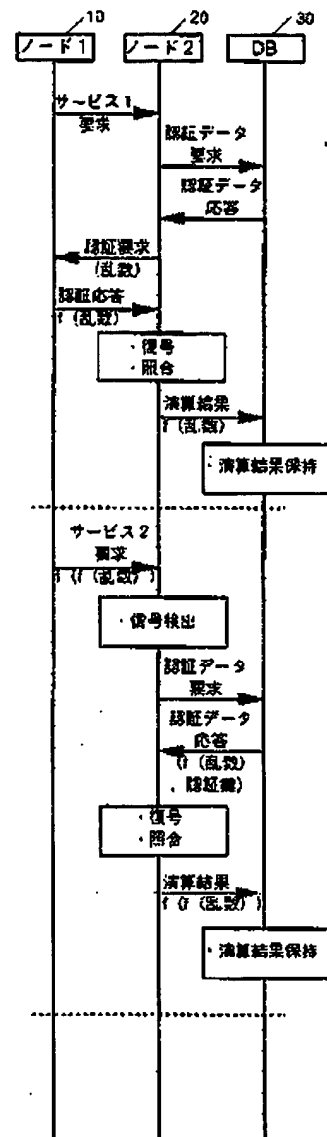 10
20
30
ノード1
ノード2
DB
サービス1
要求
認証データ
要求
認証データ
応答
認証要求
(乱数)
認証応答
f (乱数)
・復号
・照合
演算結果
f (乱数)
・演算結果保持
サービス2
要求
f (f (乱数) )
・信号検出
認証データ
要求
認証データ
応答
(f (乱数)
, 認証鍵)
・復号
・照合
演算結果
f (f (乱数) )
・演算結果保持